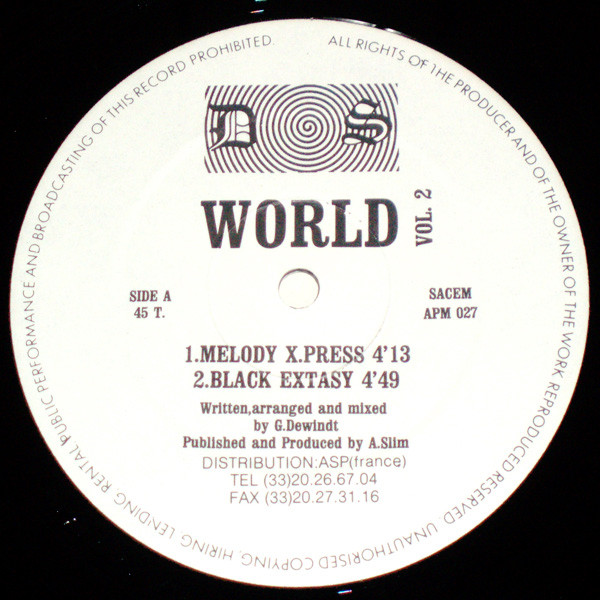 ALL RIGHTS OF THE PRODUCER AND OF THE OWNER OF THE WORK REPRODUCED RESERVED. UNAUTHORISED COPYING, HIRING, LENDING, RENTAL PUBLIC PERFORMANCE AND BROADCASTING OF THIS RECORD PROHIBITED.
D S
WORLD
VOL. 2
SIDE A
45 T.
SACEM
APM 027
1.MELODY X.PRESS 4'13
2.BLACK EXTASY 4'49
Written,arranged and mixed
by G.Dewindt
Published and Produced by A.Slim
DISTRIBUTION:ASP(france)
TEL (33)20.26.67.04
FAX (33)20.27.31.16